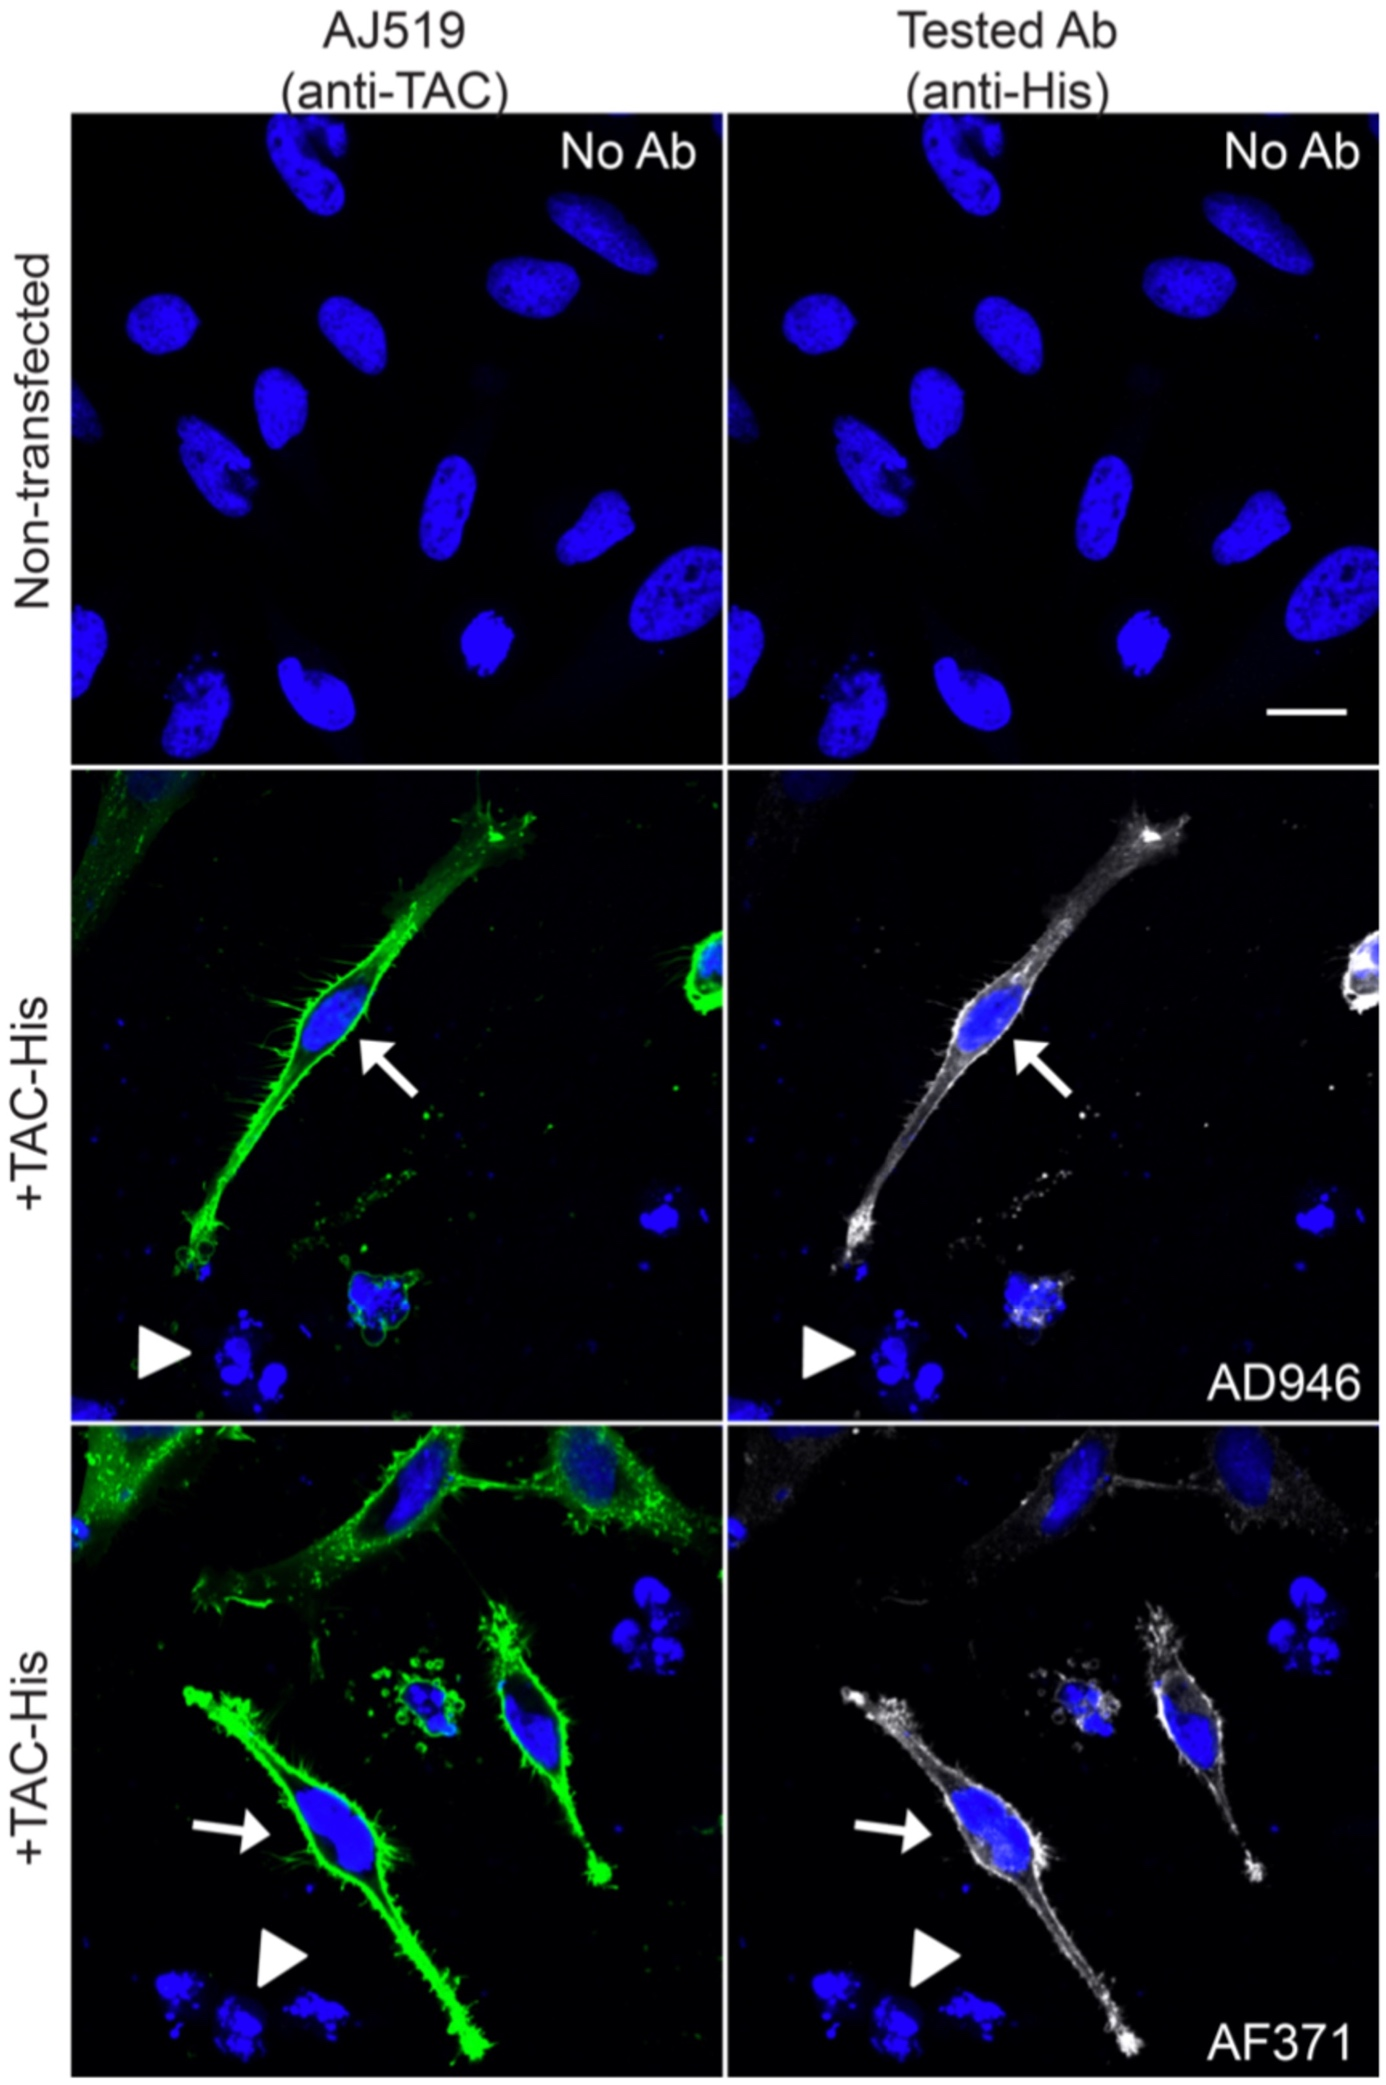 AJ519
(anti-TAC)
Tested Ab
(anti-His)
Non-transfected
No Ab
No Ab
+TAC-His
AD946
+TAC-His
AF371